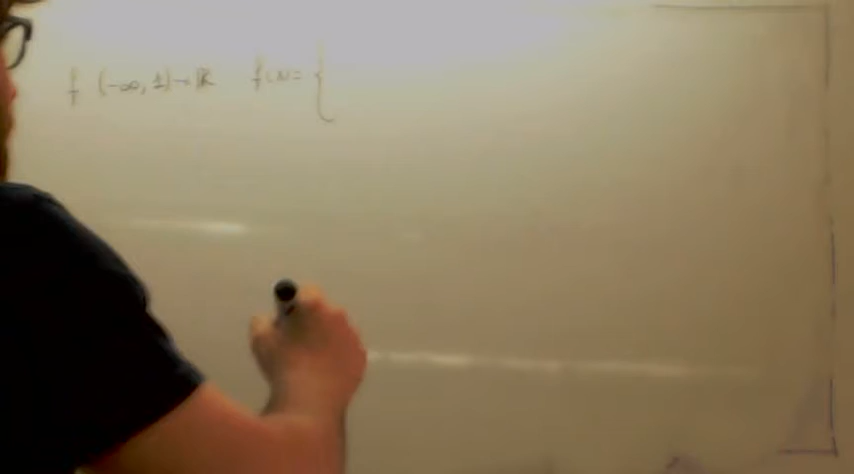 f (-∞, 1) → ℝ f(x) = {